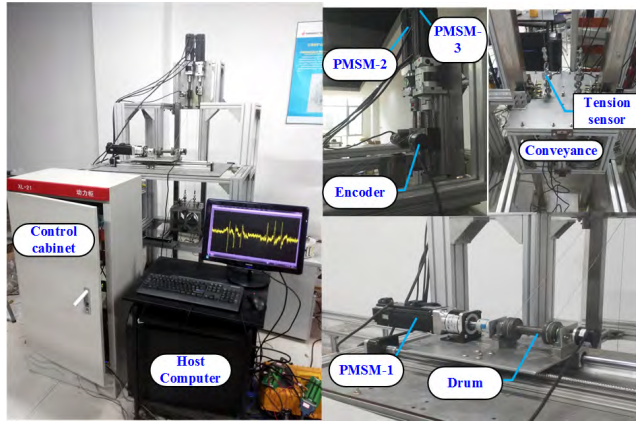 XL-21
动力柜
Control
cabinet
Host
Computer
PMSM-2
PMSM-
3
Encoder
Tension
sensor
Conveyance
PMSM-1
Drum